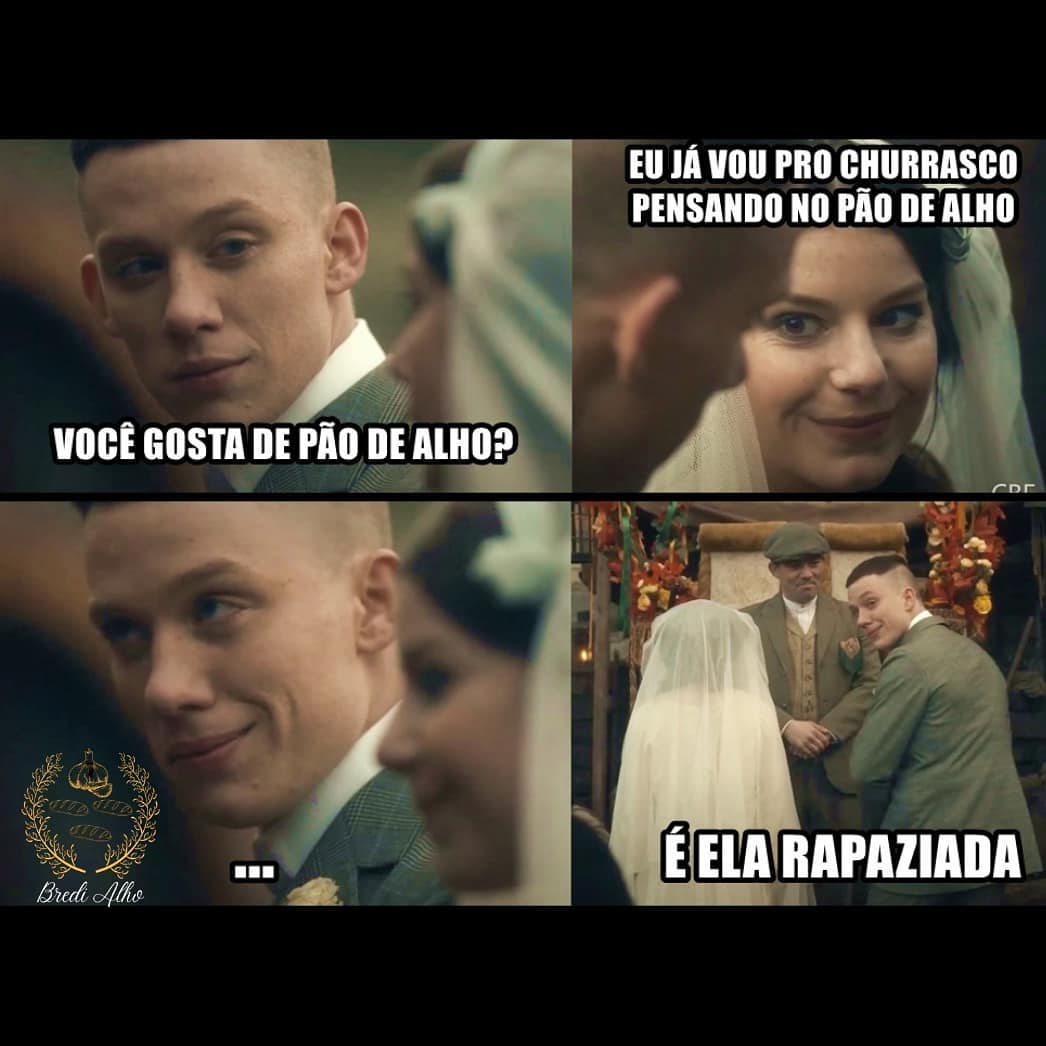 VOCÊ GOSTA DE PÃO DE ALHO?
EU JÁ VOU PRO CHURRASCO
PENSANDO NO PÃO DE ALHO
...
Bredi Alho
É ELA RAPAZIADA